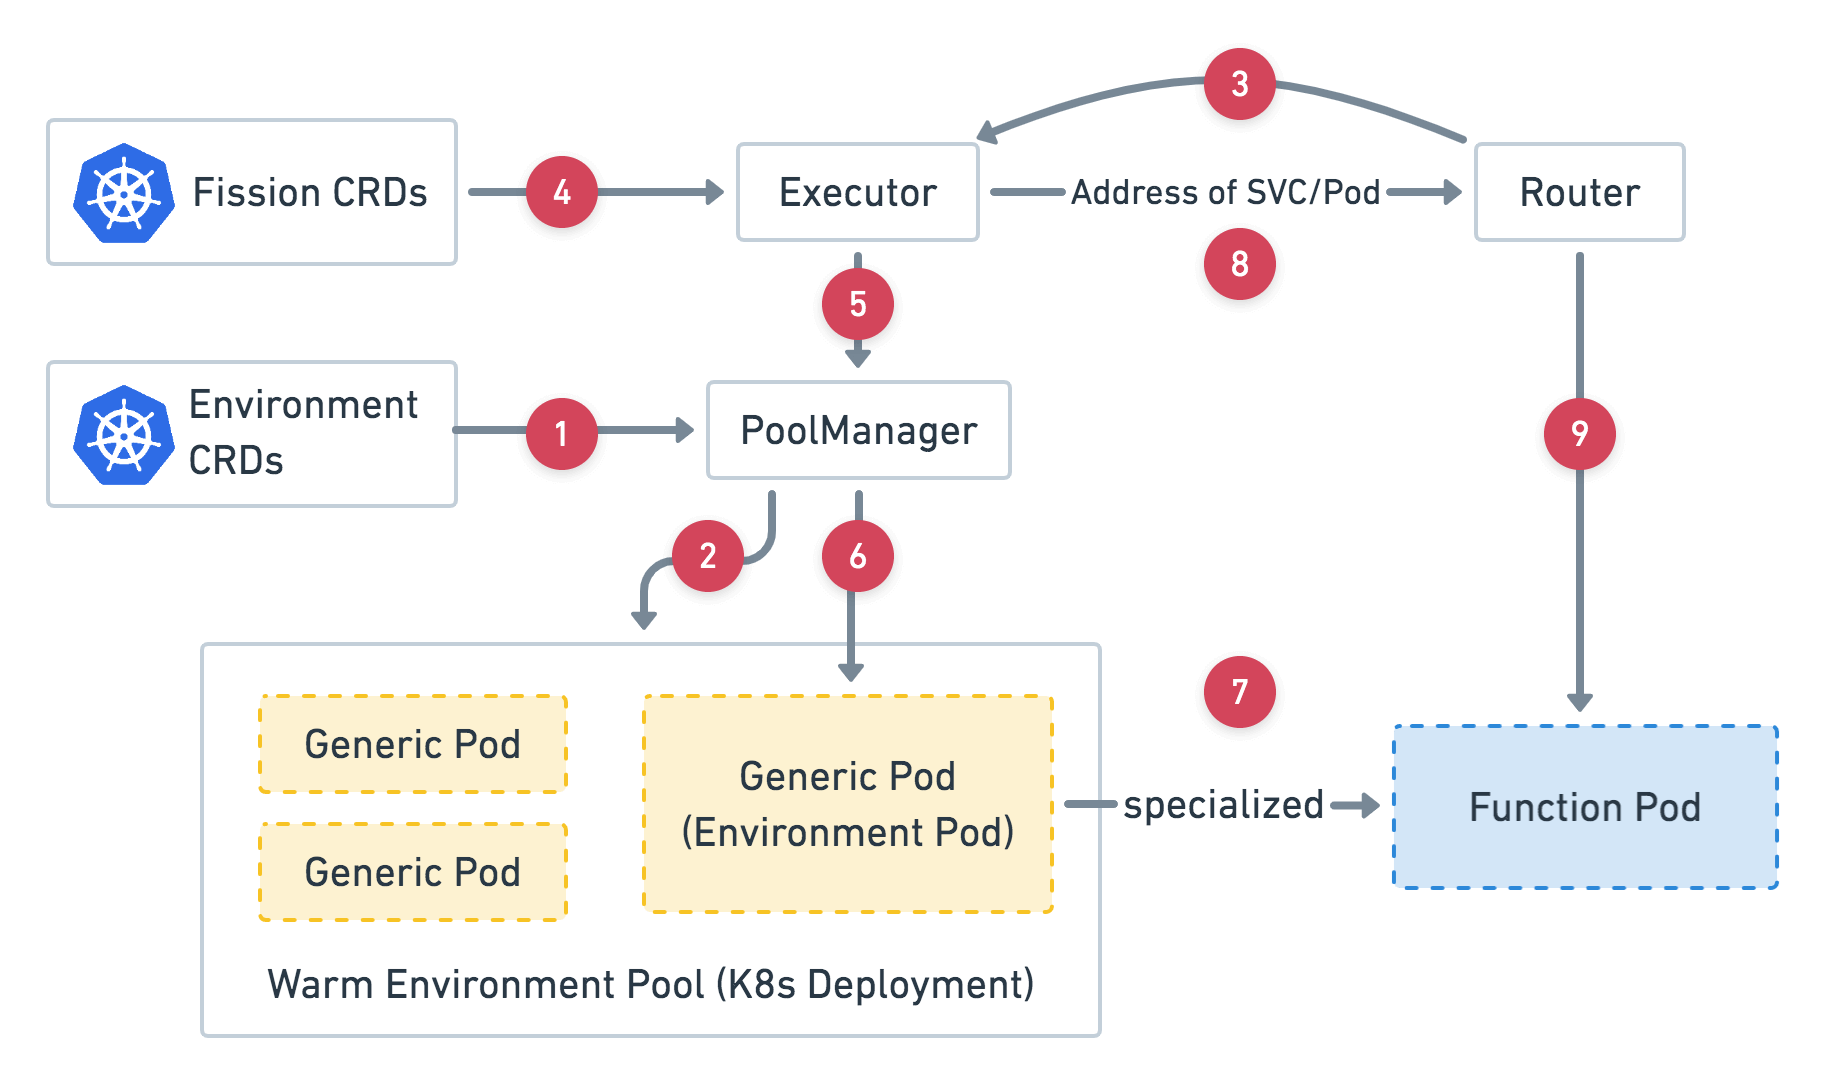 3
Fission CRDs
4
Executor
Address of SVC/Pod
Router
8
5
Environment
CRDs
1
PoolManager
9
2
6
7
Generic Pod
Generic Pod
(Environment Pod)
specialized
Function Pod
Generic Pod
Warm Environment Pool (K8s Deployment)